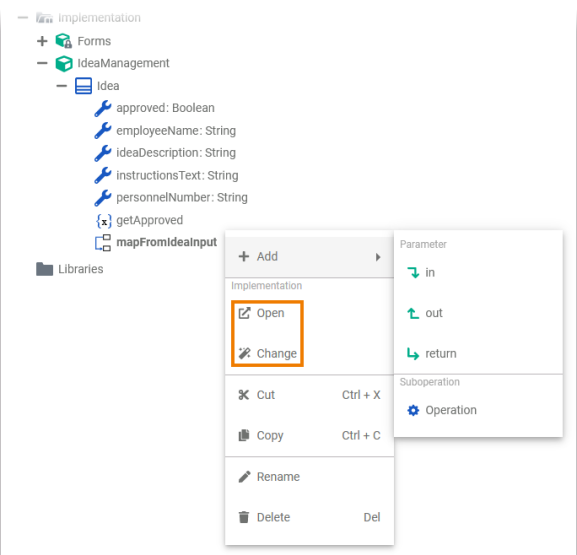 Implementation
Forms
IdeaManagement
Idea
approved: Boolean
employeeName: String
ideaDescription: String
instructionsText: String
personnelNumber: String
{x} getApproved
mapFromIdeaInput
Libraries
Add
Implementation
Open
Change
Cut Ctrl + X
Copy Ctrl + C
Rename
Delete Del
Parameter
in
out
return
Suboperation
Operation